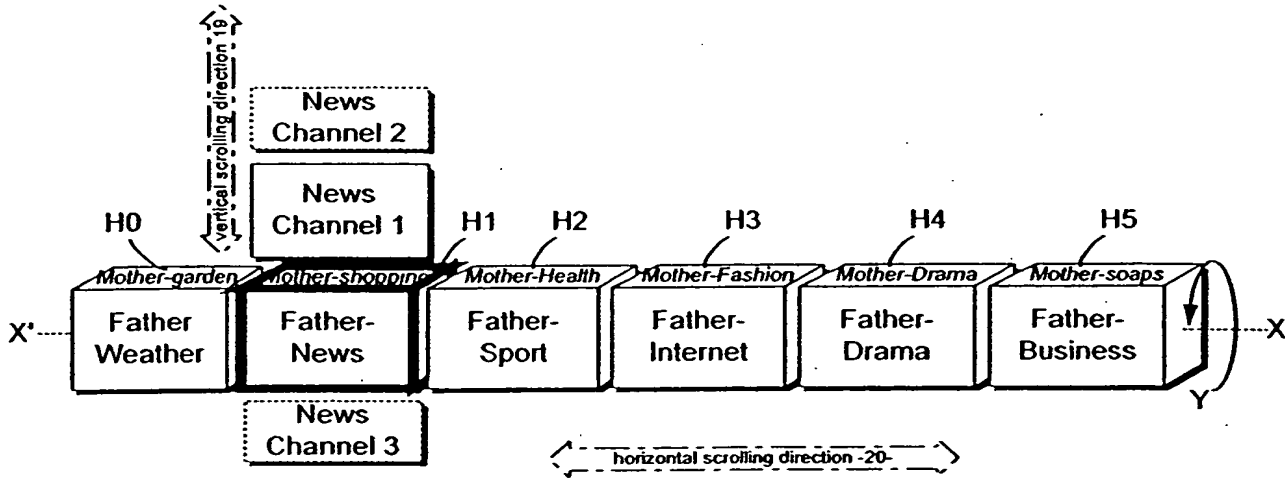 vertical scrolling direction 19
News
Channel 2
News
Channel 1
H0
H1
H2
H3
H4
H5
Mother-garden
Mother-shopping
Mother-Health
Mother-Fashion
Mother-Drama
Mother-soaps
X'
Father
Weather
Father-
News
Father-
Sport
Father-
Internet
Father-
Drama
Father-
Business
X
Y
News
Channel 3
horizontal scrolling direction -20-